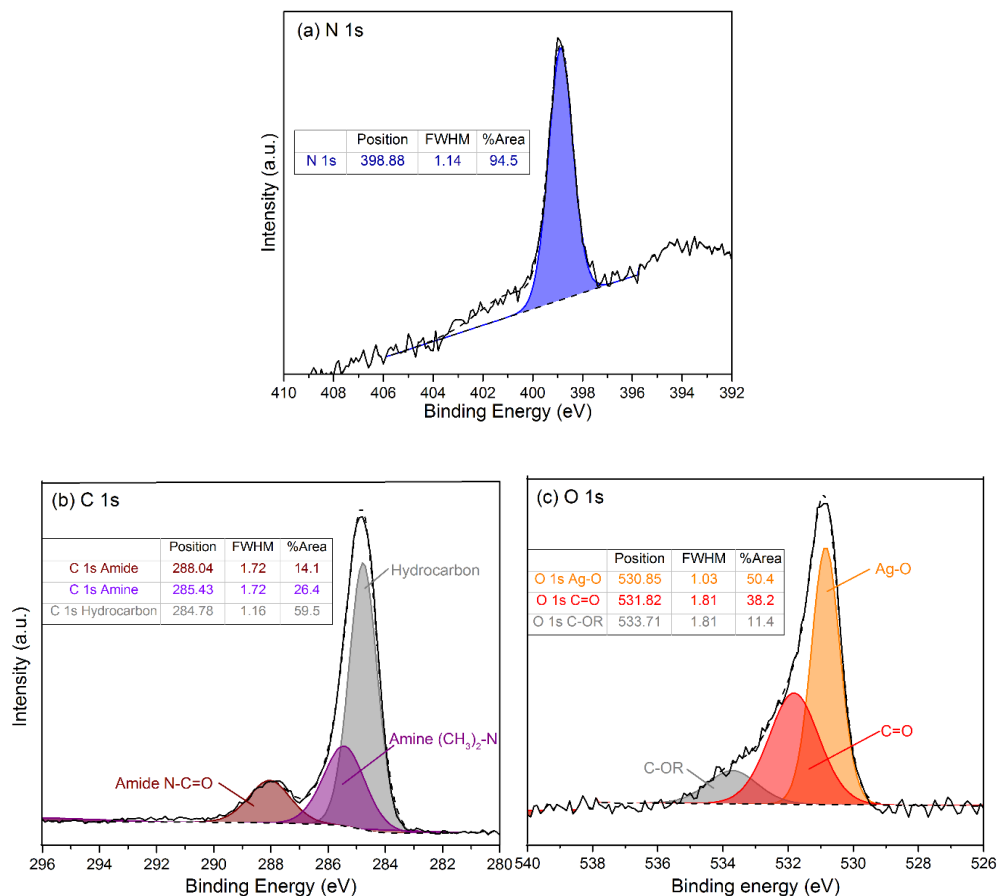 (a) N 1s
Position FWHM %Area
N 1s 398.88 1.14 94.5
Intensity (a.u.)
410 408 406 404 402 400 398 396 394 392
Binding Energy (eV)
(b) C 1s
Position FWHM %Area
C 1s Amide 288.04 1.72 14.1
C 1s Amine 285.43 1.72 26.4
C 1s Hydrocarbon 284.78 1.16 59.5
Hydrocarbon
Amine (CH₃)₂-N
Amide N-C=O
Intensity (a.u.)
296 294 292 290 288 286 284 282 280
Binding Energy (eV)
(c) O 1s
Position FWHM %Area
O 1s Ag-O 530.85 1.03 50.4
O 1s C=O 531.82 1.81 38.2
O 1s C-OR 533.71 1.81 11.4
Ag-O
C=O
C-OR
540 538 536 534 532 530 528 526
Binding energy (eV)